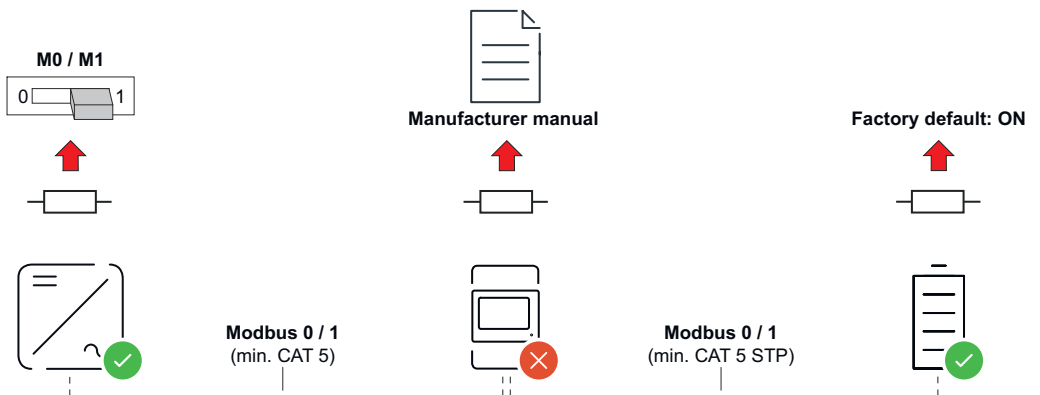 M0 / M1
0 1
Manufacturer manual
Factory default: ON
Modbus 0 / 1
(min. CAT 5)
Modbus 0 / 1
(min. CAT 5 STP)